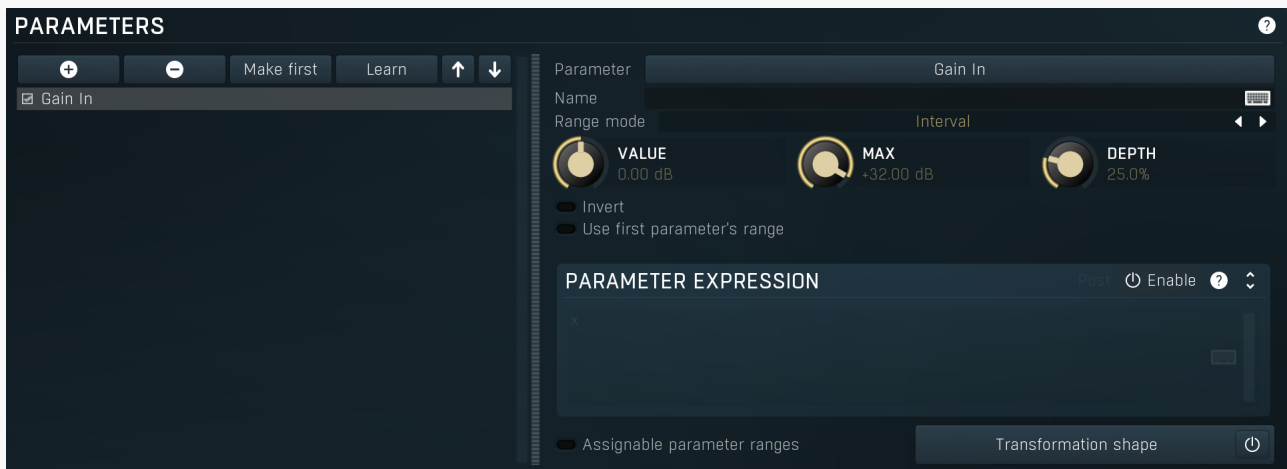 PARAMETERS
Make first Learn
Gain In
Parameter Gain In
Name
Range mode Interval
VALUE MAX DEPTH
0.00 dB +32.00 dB 25.0%
Invert
Use first parameter's range
PARAMETER EXPRESSION Post Enable ?
x
Assignable parameter ranges Transformation shape